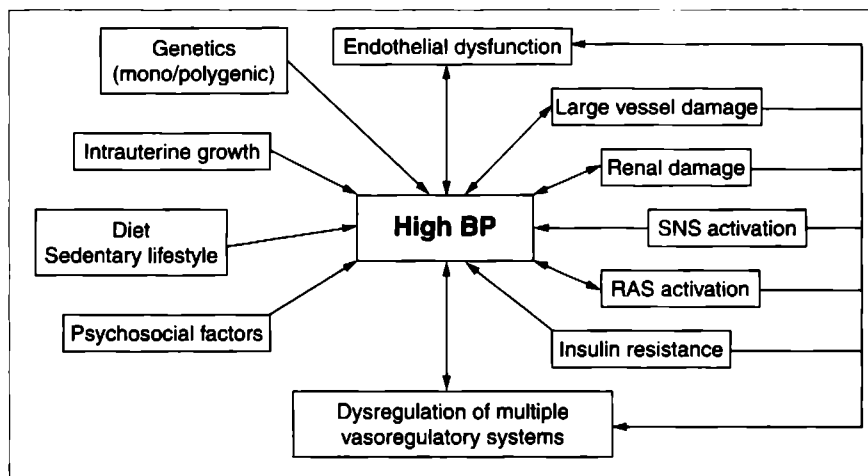 Genetics
(mono/polygenic)
Endothelial dysfunction
Large vessel damage
Intrauterine growth
Renal damage
High BP
Diet
Sedentary lifestyle
SNS activation
RAS activation
Psychosocial factors
Insulin resistance
Dysregulation of multiple
vasoregulatory systems